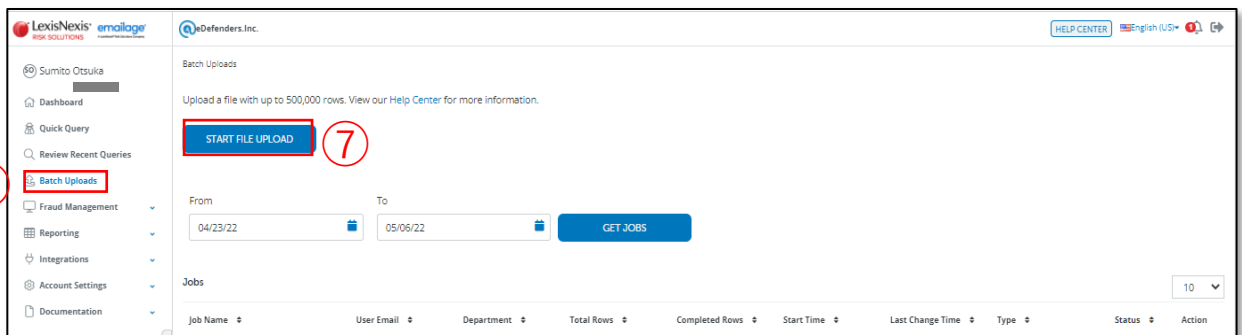 LexisNexis® emailage®
RISK SOLUTIONS
@eDefenders.Inc.
HELP CENTER
English (US)
1
SO Sumito Otsuka
Dashboard
Quick Query
Review Recent Queries
Batch Uploads
Fraud Management
Reporting
Integrations
Account Settings
Documentation
Batch Uploads
Upload a file with up to 500,000 rows. View our Help Center for more information.
START FILE UPLOAD
⑦
From To
04/23/22 05/06/22 GET JOBS
Jobs
10
Job Name User Email Department Total Rows Completed Rows Start Time Last Change Time Type Status Action